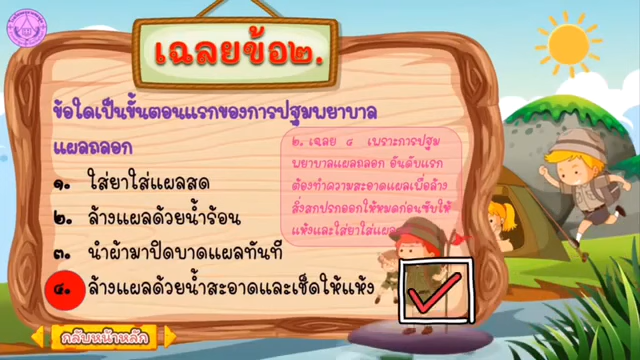 เฉลยข้อ๒.
ข้อใดเป็นขั้นตอนแรกของการปฐมพยาบาล
แผลถลอก
๑. ใส่ยาใส่แผลสด
๒. ล้างแผลด้วยน้ำร้อน
๓. นำผ้ามาปิดบาดแผลทันที
๔. ล้างแผลด้วยน้ำสะอาดและเช็ดให้แห้ง
๒. เฉลย ๔ เพราะการปฐม
พยาบาลแผลถลอก อันดับแรก
ต้องทำความสะอาดแผลเพื่อล้าง
สิ่งสกปรกออกให้หมดก่อนซับให้
แห้งและใส่ยาใส่แผล
กลับหน้าหลัก